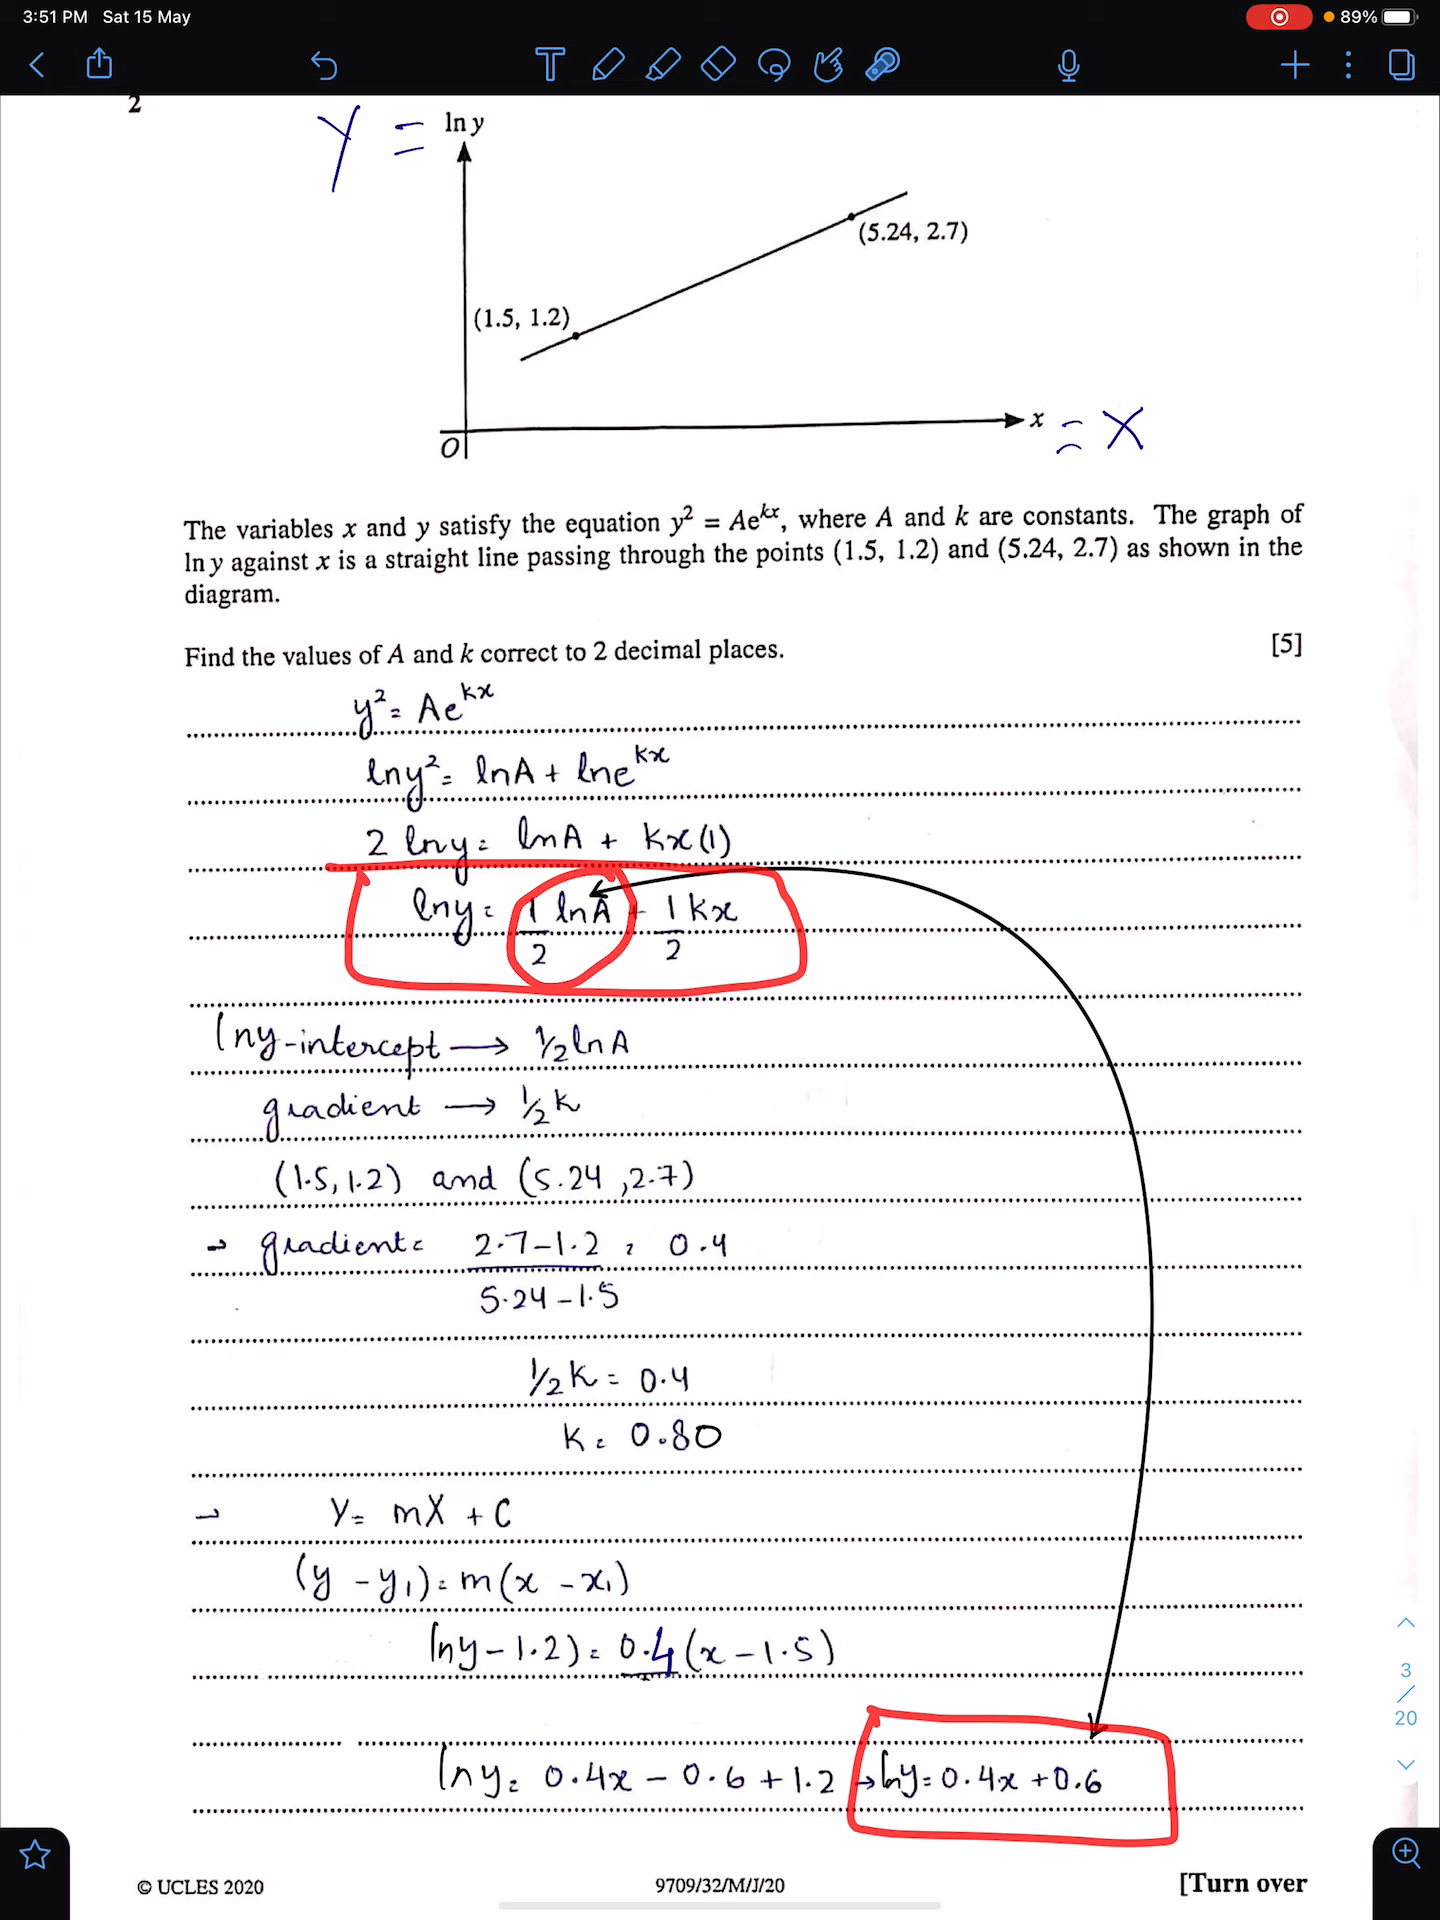 3:51 PM Sat 15 May
89%
2
Y = ln y
(5.24, 2.7)
(1.5, 1.2)
x = X
O
The variables x and y satisfy the equation y² = Ae^{kx}, where A and k are constants. The graph of
ln y against x is a straight line passing through the points (1.5, 1.2) and (5.24, 2.7) as shown in the
diagram.
Find the values of A and k correct to 2 decimal places. [5]
y² = Ae^{kx}
lny² = lnA + lne^{kx}
2 lny = lnA + kx(1)
lny = 1/2 lnA + 1/2 kx
lny-intercept → ½lnA
gradient → ½k
(1.5, 1.2) and (5.24, 2.7)
→ gradient = 2.7-1.2 / 5.24-1.5 = 0.4
½k = 0.4
k = 0.80
→ Y = mX + C
(y - y₁) = m(x - x₁)
lny - 1.2) = 0.4(x - 1.5)
lny = 0.4x - 0.6 + 1.2 → lny = 0.4x + 0.6
3
/
20
© UCLES 2020
9709/32/M/J/20
[Turn over